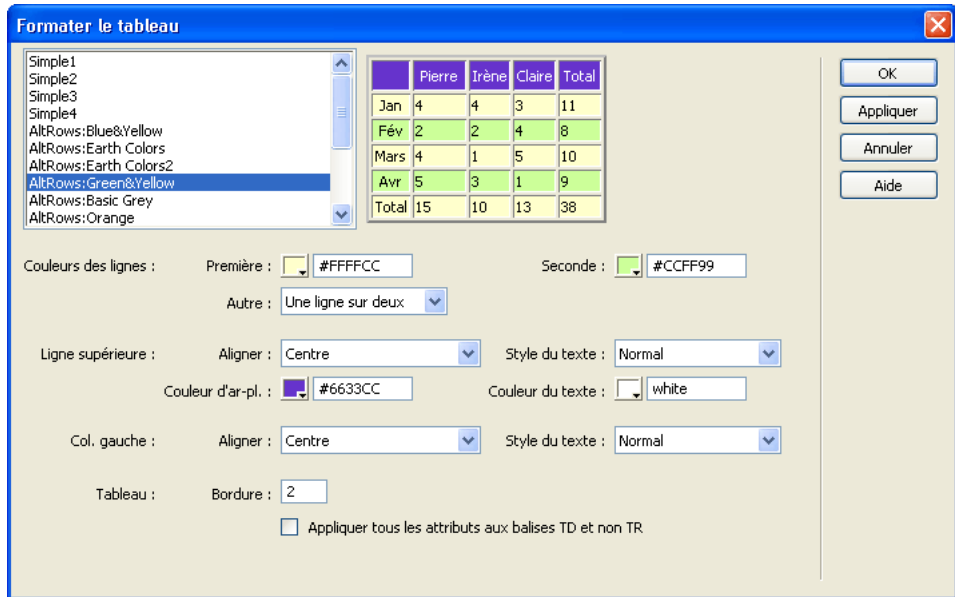 Formater le tableau
Simple1
Simple2
Simple3
Simple4
AltRows:Blue&Yellow
AltRows:Earth Colors
AltRows:Earth Colors2
AltRows:Green&Yellow
AltRows:Basic Grey
AltRows:Orange
Pierre Irène Claire Total
Jan 4 4 3 11
Fév 2 2 4 8
Mars 4 1 5 10
Avr 5 3 1 9
Total 15 10 13 38
OK
Appliquer
Annuler
Aide
Couleurs des lignes : Première : #FFFFCC Seconde : #CCFF99
Autre : Une ligne sur deux
Ligne supérieure : Aligner : Centre Style du texte : Normal
Couleur d'ar-pl. : #6633CC Couleur du texte : white
Col. gauche : Aligner : Centre Style du texte : Normal
Tableau : Bordure : 2
Appliquer tous les attributs aux balises TD et non TR